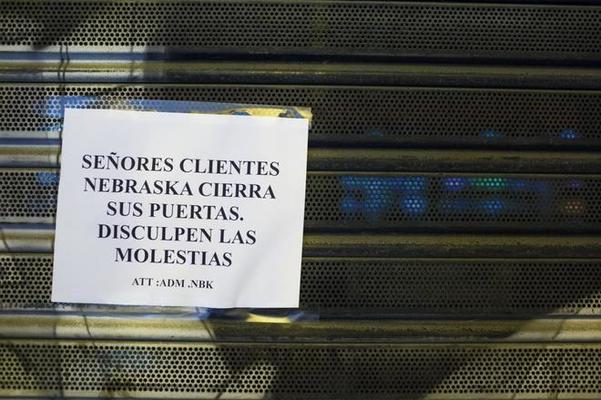 SEÑORES CLIENTES
NEBRASKA CIERRA
SUS PUERTAS.
DISCULPEN LAS
MOLESTIAS
ATT :ADM .NBK